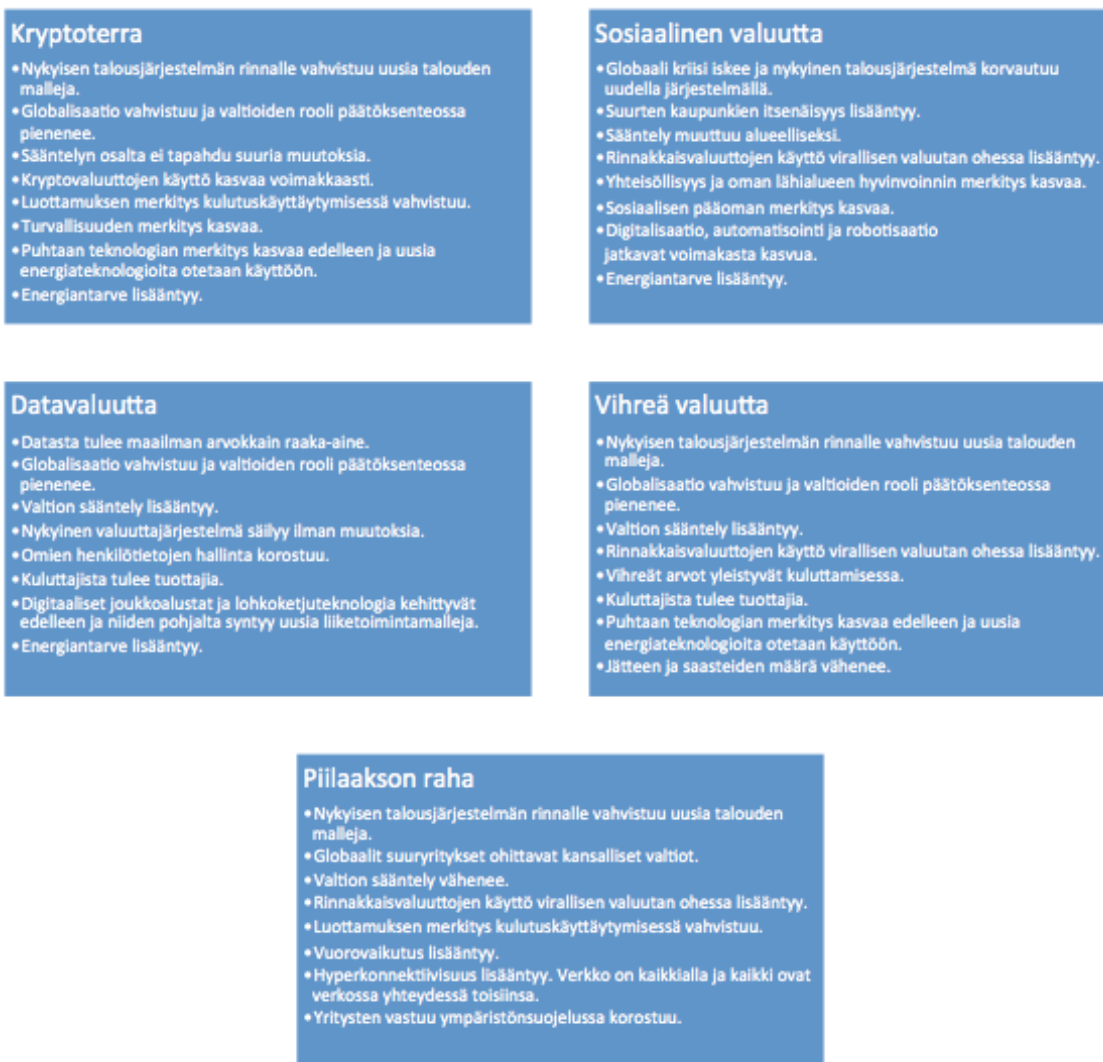 Kryptoterra
•Nykyisen talousjärjestelmän rinnalle vahvistuu uusia talouden
malleja.
•Globalisaatio vahvistuu ja valtioiden rooli päätöksenteossa
pienenee.
•Sääntelyn osalta ei tapahdu suuria muutoksia.
•Kryptovaluuttojen käyttö kasvaa voimakkaasti.
•Luottamuksen merkitys kulutuskäyttäytymisessä vahvistuu.
•Turvallisuuden merkitys kasvaa.
•Puhtaan teknologian merkitys kasvaa edelleen ja uusia
energiateknologioita otetaan käyttöön.
•Energiantarve lisääntyy.
Sosiaalinen valuutta
•Globaali kriisi iskee ja nykyinen talousjärjestelmä korvautuu
uudella järjestelmällä.
•Suurten kaupunkien itsenäisyys lisääntyy.
•Sääntely muuttuu alueelliseksi.
•Rinnakkaisvaluuttojen käyttö virallisen valuutan ohessa lisääntyy.
•Yhteisöllisyys ja oman lähialueen hyvinvoinnin merkitys kasvaa.
•Sosiaalisen pääoman merkitys kasvaa.
•Digitalisaatio, automatisointi ja robotisaatio
jatkavat voimakasta kasvua.
•Energiantarve lisääntyy.
Datavaluutta
•Datasta tulee maailman arvokkain raaka-aine.
•Globalisaatio vahvistuu ja valtioiden rooli päätöksenteossa
pienenee.
•Valtion sääntely lisääntyy.
•Nykyinen valuuttajärjestelmä säilyy ilman muutoksia.
•Omien henkilötietojen hallinta korostuu.
•Kuluttajista tulee tuottajia.
•Digitaaliset joukkoalustat ja lohkoketjuteknologia kehittyvät
edelleen ja niiden pohjalta syntyy uusia liiketoimintamalleja.
•Energiantarve lisääntyy.
Vihreä valuutta
•Nykyisen talousjärjestelmän rinnalle vahvistuu uusia talouden
malleja.
•Globalisaatio vahvistuu ja valtioiden rooli päätöksenteossa
pienenee.
•Valtion sääntely lisääntyy.
•Rinnakkaisvaluuttojen käyttö virallisen valuutan ohessa lisääntyy.
•Vihreät arvot yleistyvät kuluttamisessa.
•Kuluttajista tulee tuottajia.
•Puhtaan teknologian merkitys kasvaa edelleen ja uusia
energiateknologioita otetaan käyttöön.
•Jätteen ja saasteiden määrä vähenee.
Piilaakson raha
•Nykyisen talousjärjestelmän rinnalle vahvistuu uusia talouden
malleja.
•Globaalit suuryritykset ohittavat kansalliset valtiot.
•Valtion sääntely vähenee.
•Rinnakkaisvaluuttojen käyttö virallisen valuutan ohessa lisääntyy.
•Luottamuksen merkitys kulutuskäyttäytymisessä vahvistuu.
•Vuorovaikutus lisääntyy.
•Hyperkonnektiivisuus lisääntyy. Verkko on kaikkialla ja kaikki ovat
verkossa yhteydessä toisiinsa.
•Yritysten vastuu ympäristönsuojelussa korostuu.